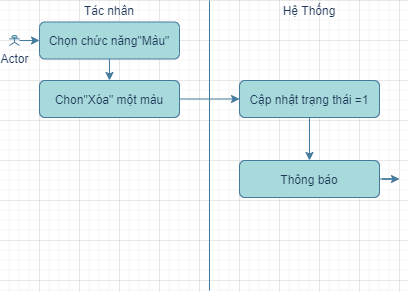 Tác nhân
Hệ Thống
Chọn chức năng"Màu"
Actor
Chon"Xóa" một màu
Cập nhật trạng thái =1
Thông báo